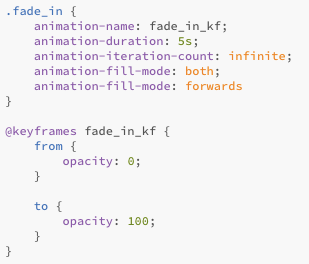 .fade_in {
    animation-name: fade_in_kf;
    animation-duration: 5s;
    animation-iteration-count: infinite;
    animation-fill-mode: both;
    animation-fill-mode: forwards
}

@keyframes fade_in_kf {
    from {
        opacity: 0;
    }

    to {
        opacity: 100;
    }
}